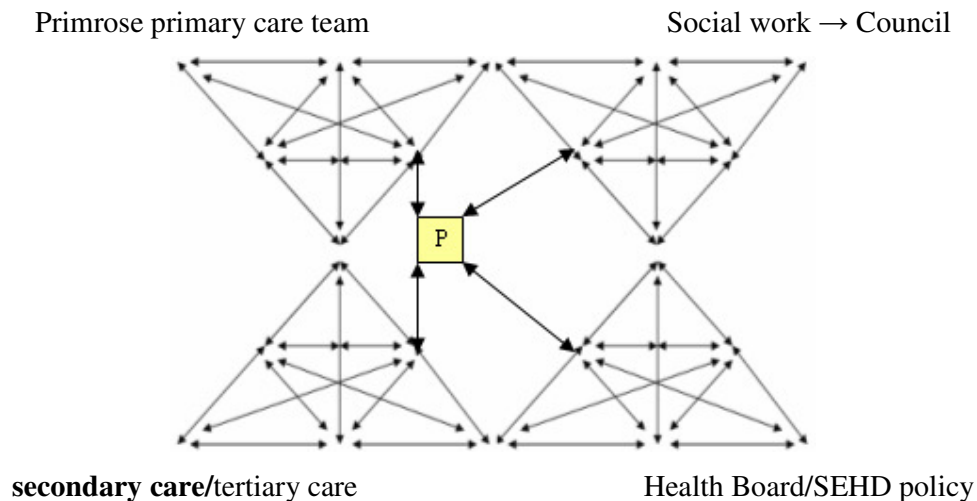 Primrose primary care team
Social work → Council
P
secondary care/tertiary care
Health Board/SEHD policy